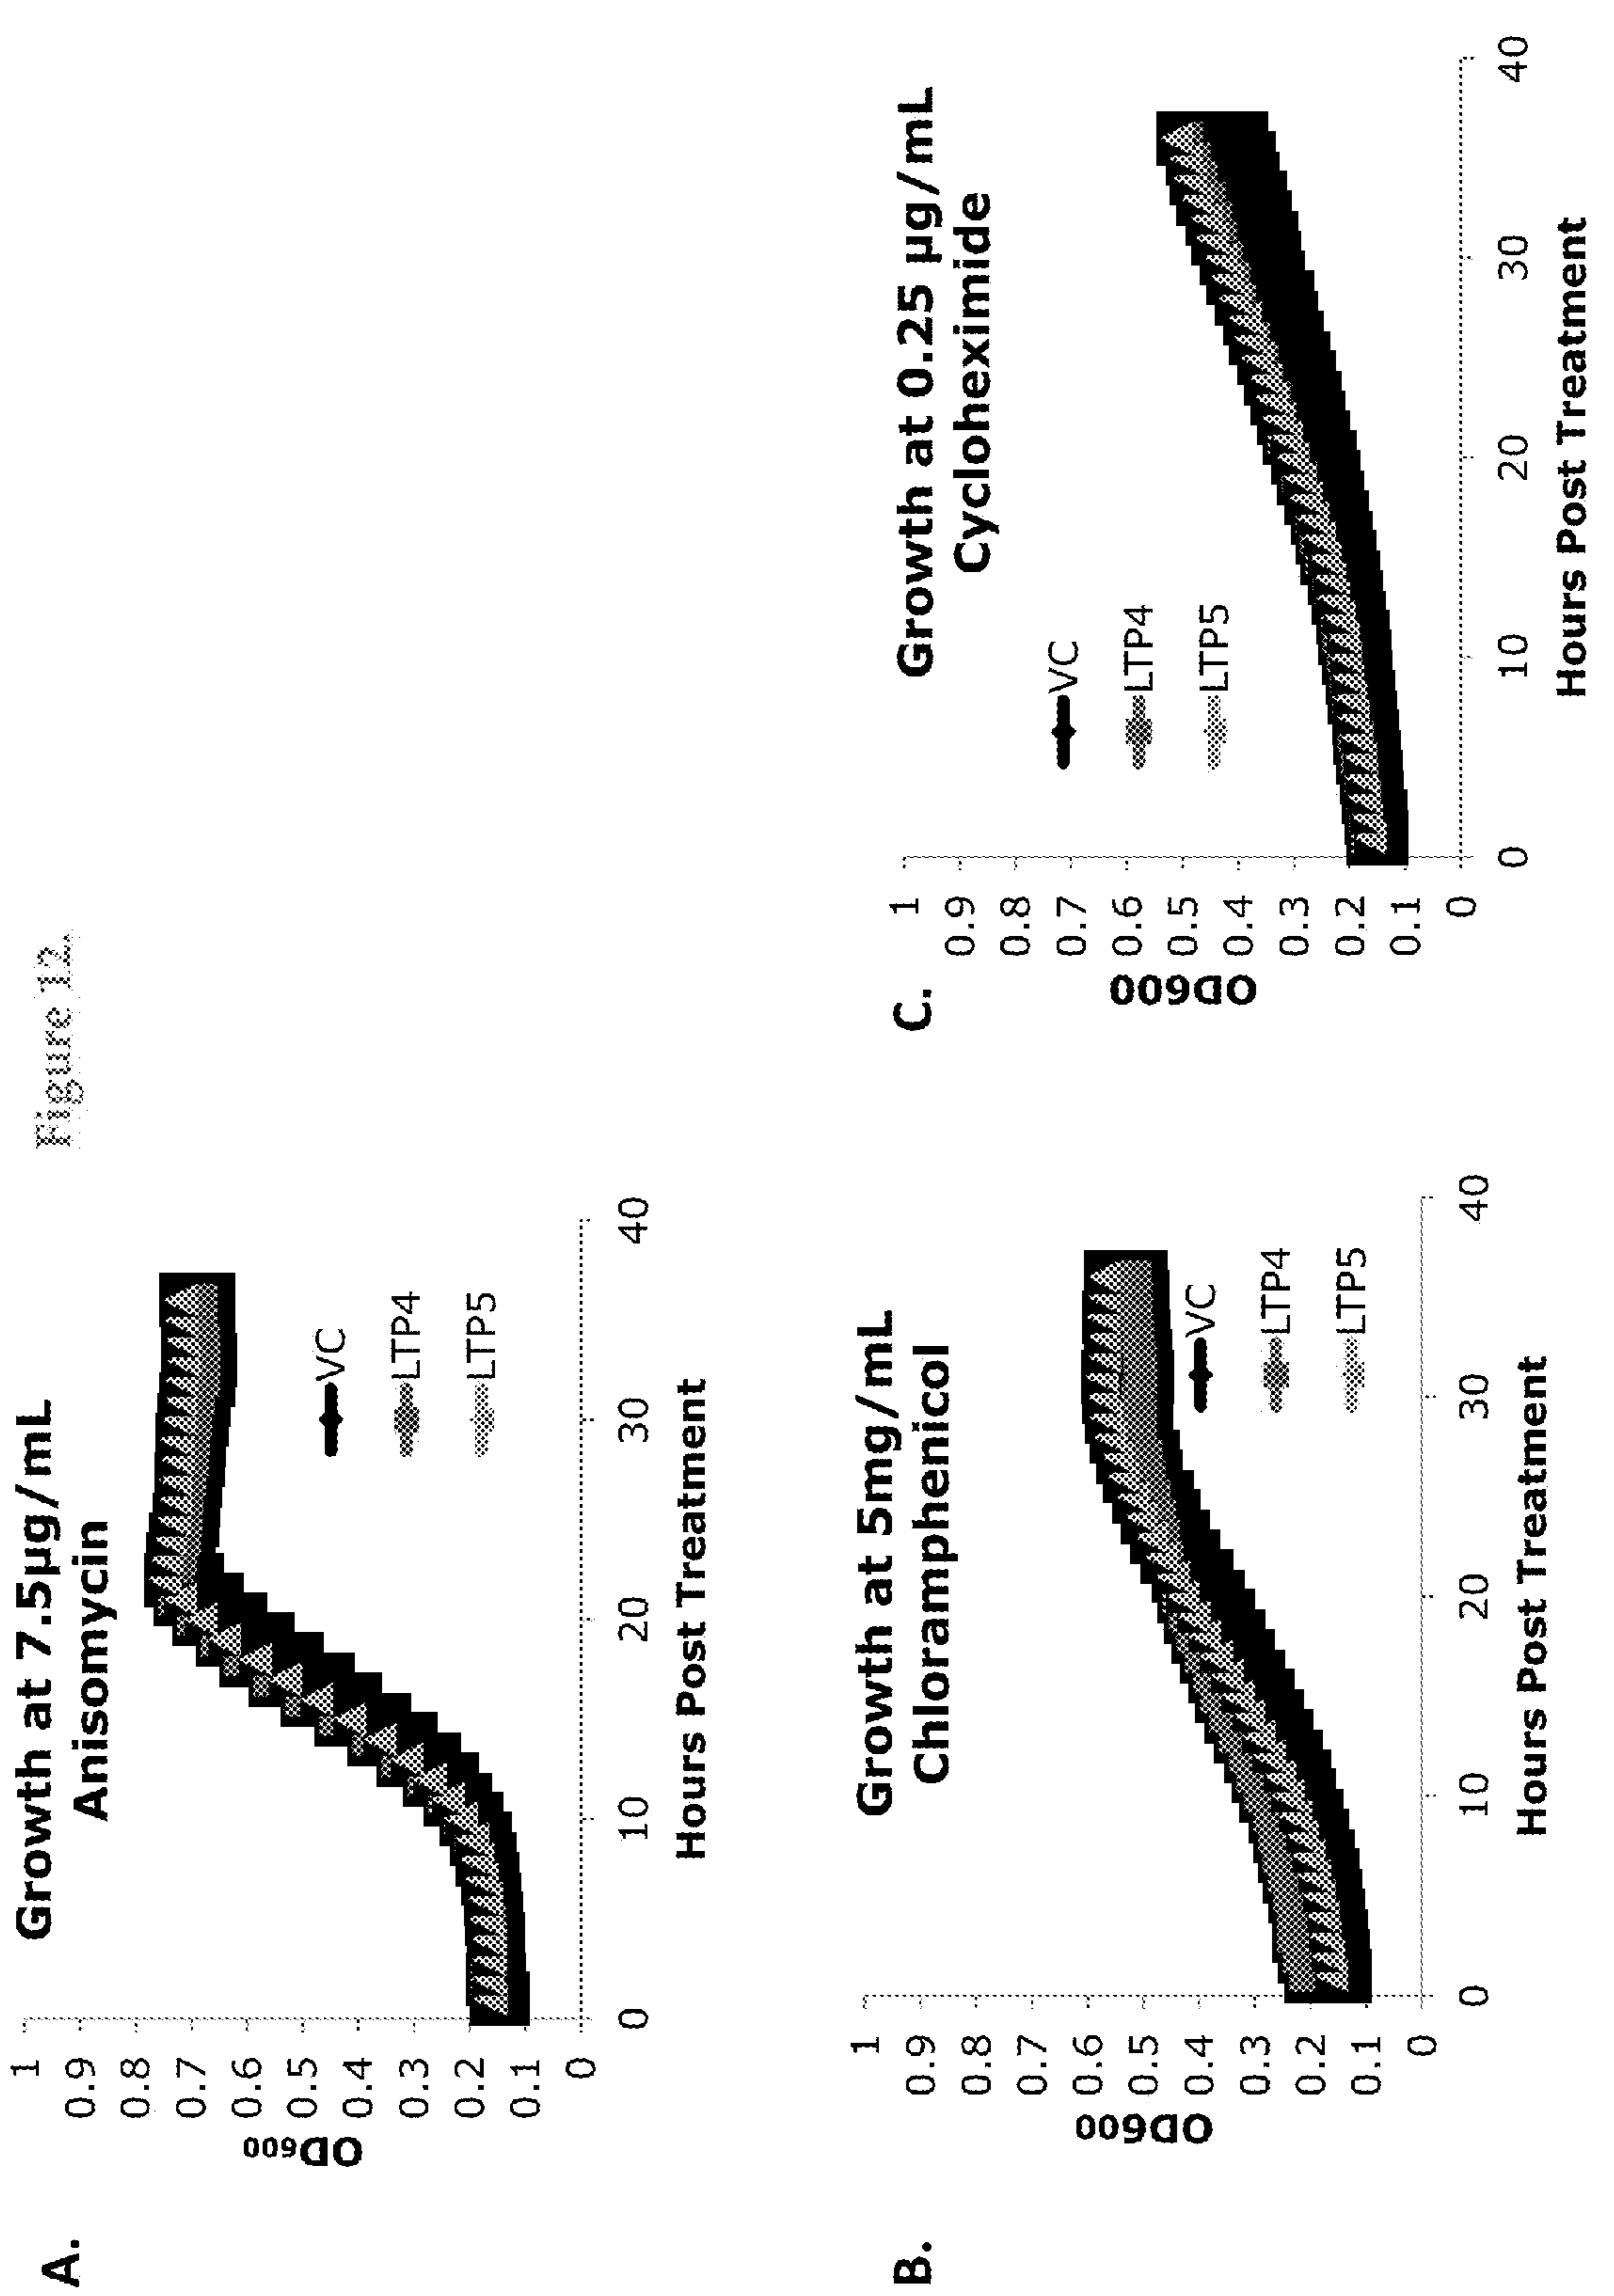 Figure 12.
A.
Growth at 7.5µg/mL
Anisomycin
OD600
1
0.9
0.8
0.7
0.6
0.5
0.4
0.3
0.2
0.1
0
0
10
20
30
40
VC
LTP4
LTP5
Hours Post Treatment
B.
Growth at 5mg/mL
Chloramphenicol
OD600
1
0.9
0.8
0.7
0.6
0.5
0.4
0.3
0.2
0.1
0
0
10
20
30
40
VC
LTP4
LTP5
Hours Post Treatment
C.
Growth at 0.25 µg/mL
Cycloheximide
OD600
1
0.9
0.8
0.7
0.6
0.5
0.4
0.3
0.2
0.1
0
0
10
20
30
40
VC
LTP4
LTP5
Hours Post Treatment